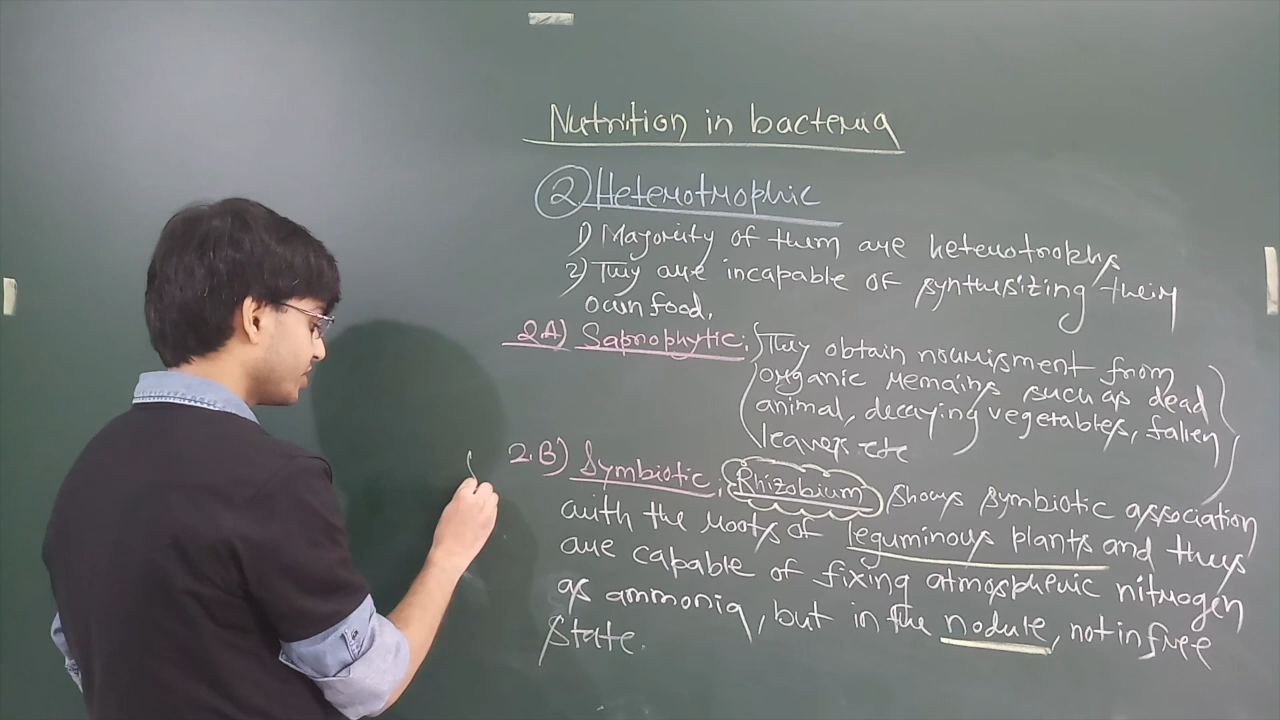 Nutrition in bacteria
2 Heterotrophic
1) Majority of them are heterotrophs
2) They are incapable of synthesizing their
own food.
2.A) Saprophytic; They obtain nourisment from
organic remains such as dead
animal, decaying vegetables, fallen
leaves etc
2.B) Symbiotic; Rhizobium shows symbiotic association
with the roots of leguminous plants and thus
are capable of fixing atmospheric nitrogen
as ammonia, but in the nodule, not in free
state.